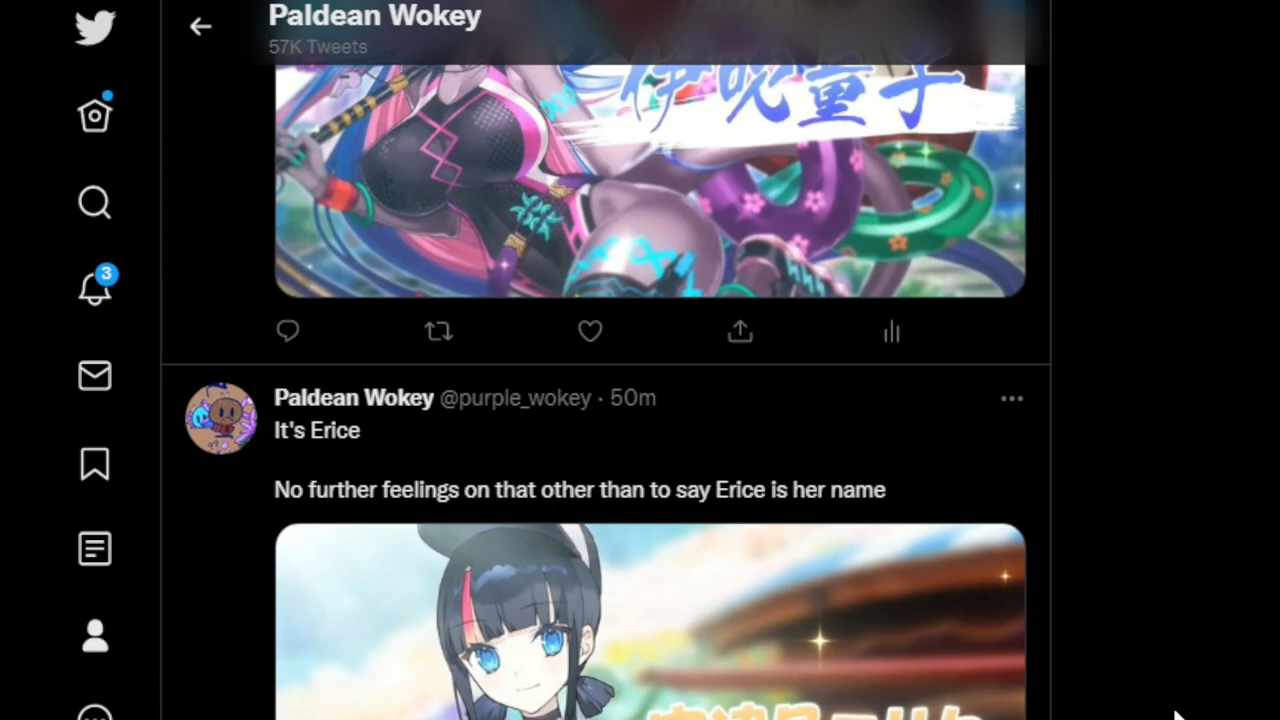 Paldean Wokey
57K Tweets
伊吹童子
3
Paldean Wokey @purple_wokey · 50m
It's Erice
No further feelings on that other than to say Erice is her name